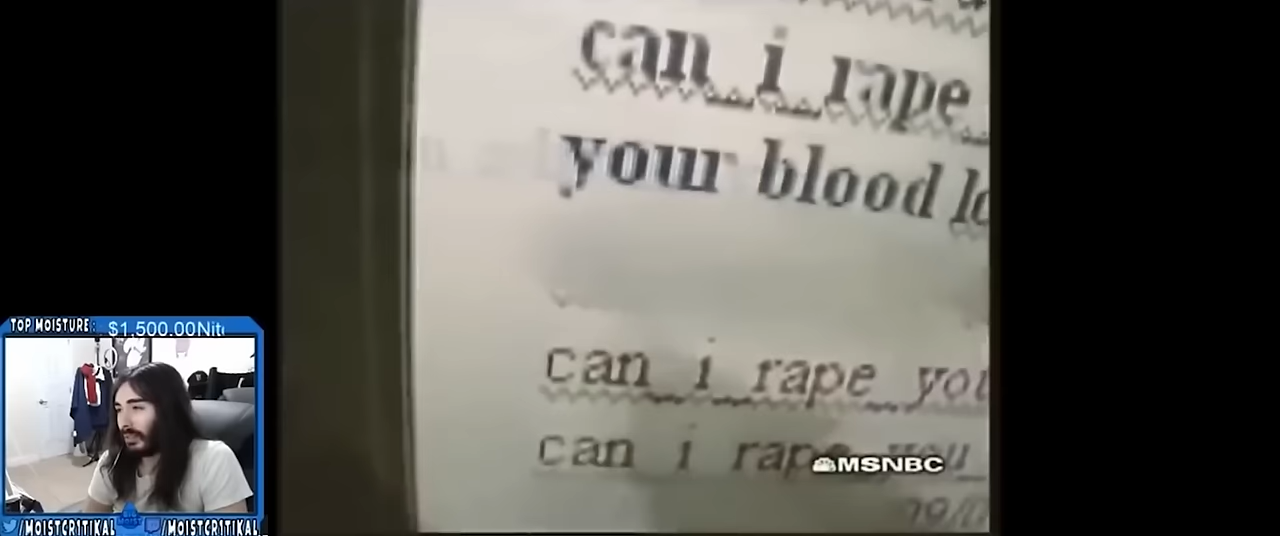 can i rape
your blood
can i rape
can i
MSNBC
TOP MOISTURE: $1,500.00
/MOISTCR1TIKAL /MOISTCR1TIKAL